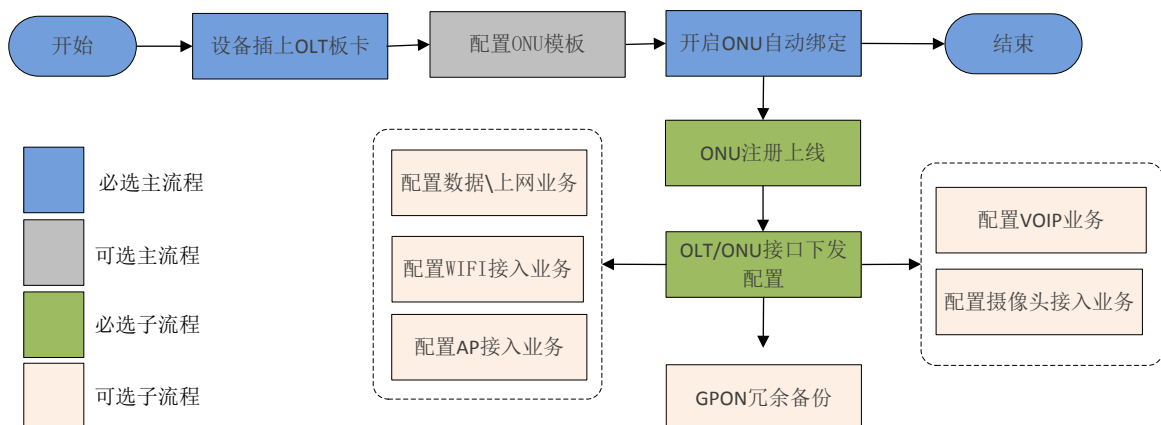 开始
设备插上OLT板卡
配置ONU模板
开启ONU自动绑定
结束
ONU注册上线
必选主流程
可选主流程
必选子流程
可选子流程
配置数据\上网业务
配置WIFI接入业务
配置AP接入业务
OLT/ONU接口下发
配置
配置VOIP业务
配置摄像头接入业务
GPON冗余备份